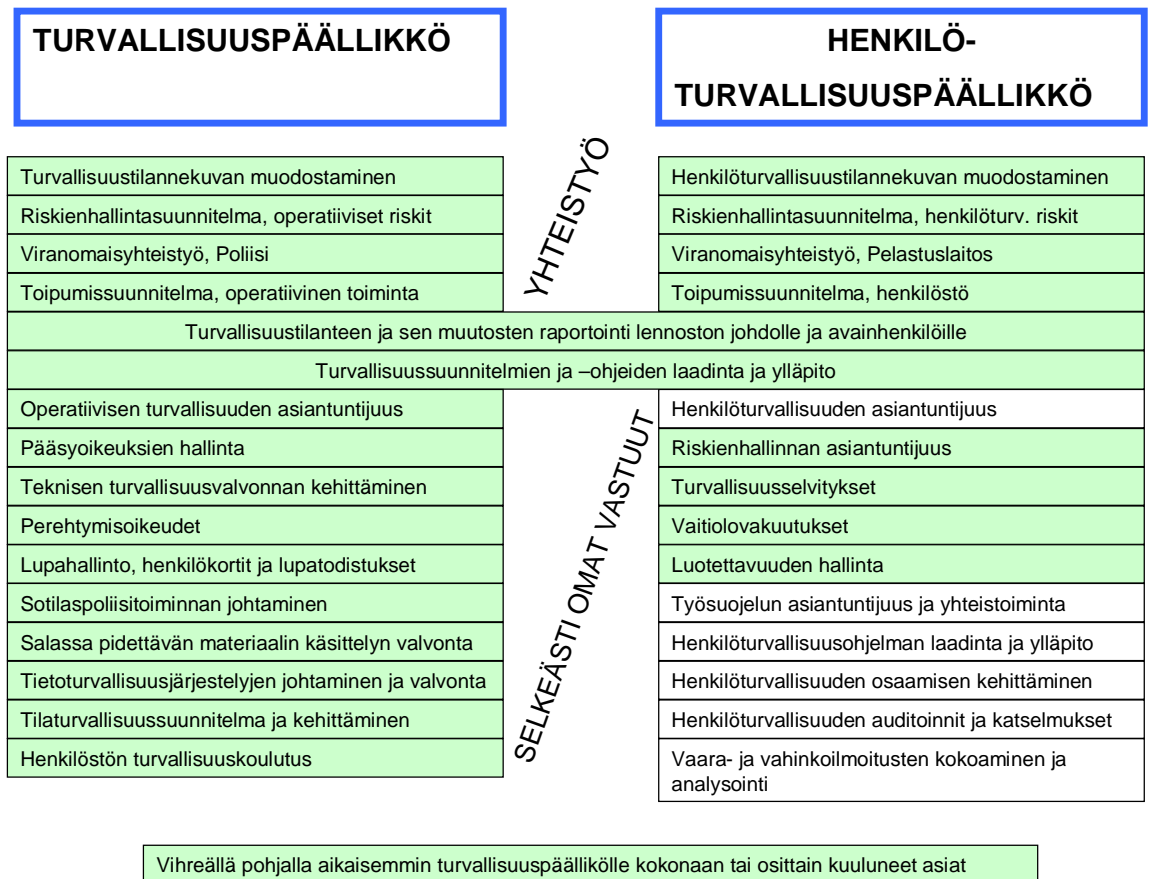 TURVALLISUUSPÄÄLLIKKÖ
HENKILÖ-
TURVALLISUUSPÄÄLLIKKÖ
YHTEISTYÖ
Turvallisuustilannekuvan muodostaminen
Henkilöturvallisuustilannekuvan muodostaminen
Riskienhallintasuunnitelma, operatiiviset riskit
Riskienhallintasuunnitelma, henkilöturv. riskit
Viranomaisyhteistyö, Poliisi
Viranomaisyhteistyö, Pelastuslaitos
Toipumissuunnitelma, operatiivinen toiminta
Toipumissuunnitelma, henkilöstö
Turvallisuustilanteen ja sen muutosten raportointi lennoston johdolle ja avainhenkilöille
Turvallisuussuunnitelmien ja –ohjeiden laadinta ja ylläpito
SELKEÄSTI OMAT VASTUUT
Operatiivisen turvallisuuden asiantuntijuus
Henkilöturvallisuuden asiantuntijuus
Pääsyoikeuksien hallinta
Riskienhallinnan asiantuntijuus
Teknisen turvallisuusvalvonnan kehittäminen
Turvallisuusselvitykset
Perehtymisoikeudet
Vaitiolovakuutukset
Lupahallinto, henkilökortit ja lupatodistukset
Luotettavuuden hallinta
Sotilaspoliisitoiminnan johtaminen
Työsuojelun asiantuntijuus ja yhteistoiminta
Salassa pidettävän materiaalin käsittelyn valvonta
Henkilöturvallisuusohjelman laadinta ja ylläpito
Tietoturvallisuusjärjestelyjen johtaminen ja valvonta
Henkilöturvallisuuden osaamisen kehittäminen
Tilaturvallisuussuunnitelma ja kehittäminen
Henkilöturvallisuuden auditoinnit ja katselmukset
Henkilöstön turvallisuuskoulutus
Vaara- ja vahinkoilmoitusten kokoaminen ja
analysointi
Vihreällä pohjalla aikaisemmin turvallisuuspäällikölle kokonaan tai osittain kuuluneet asiat